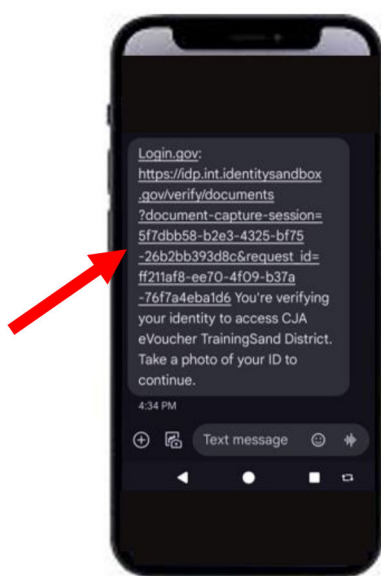 Login.gov:
https://idp.int.identitysandbox
.gov/verify/documents
?document-capture-session=
5f7dbb58-b2e3-4325-bf75
-26b2bb393d8c&request_id=
ff211af8-ee70-4f09-b37a
-76f7a4eba1d6 You're verifying
your identity to access CJA
eVoucher TrainingSand District.
Take a photo of your ID to
continue.
4:34 PM
Text message